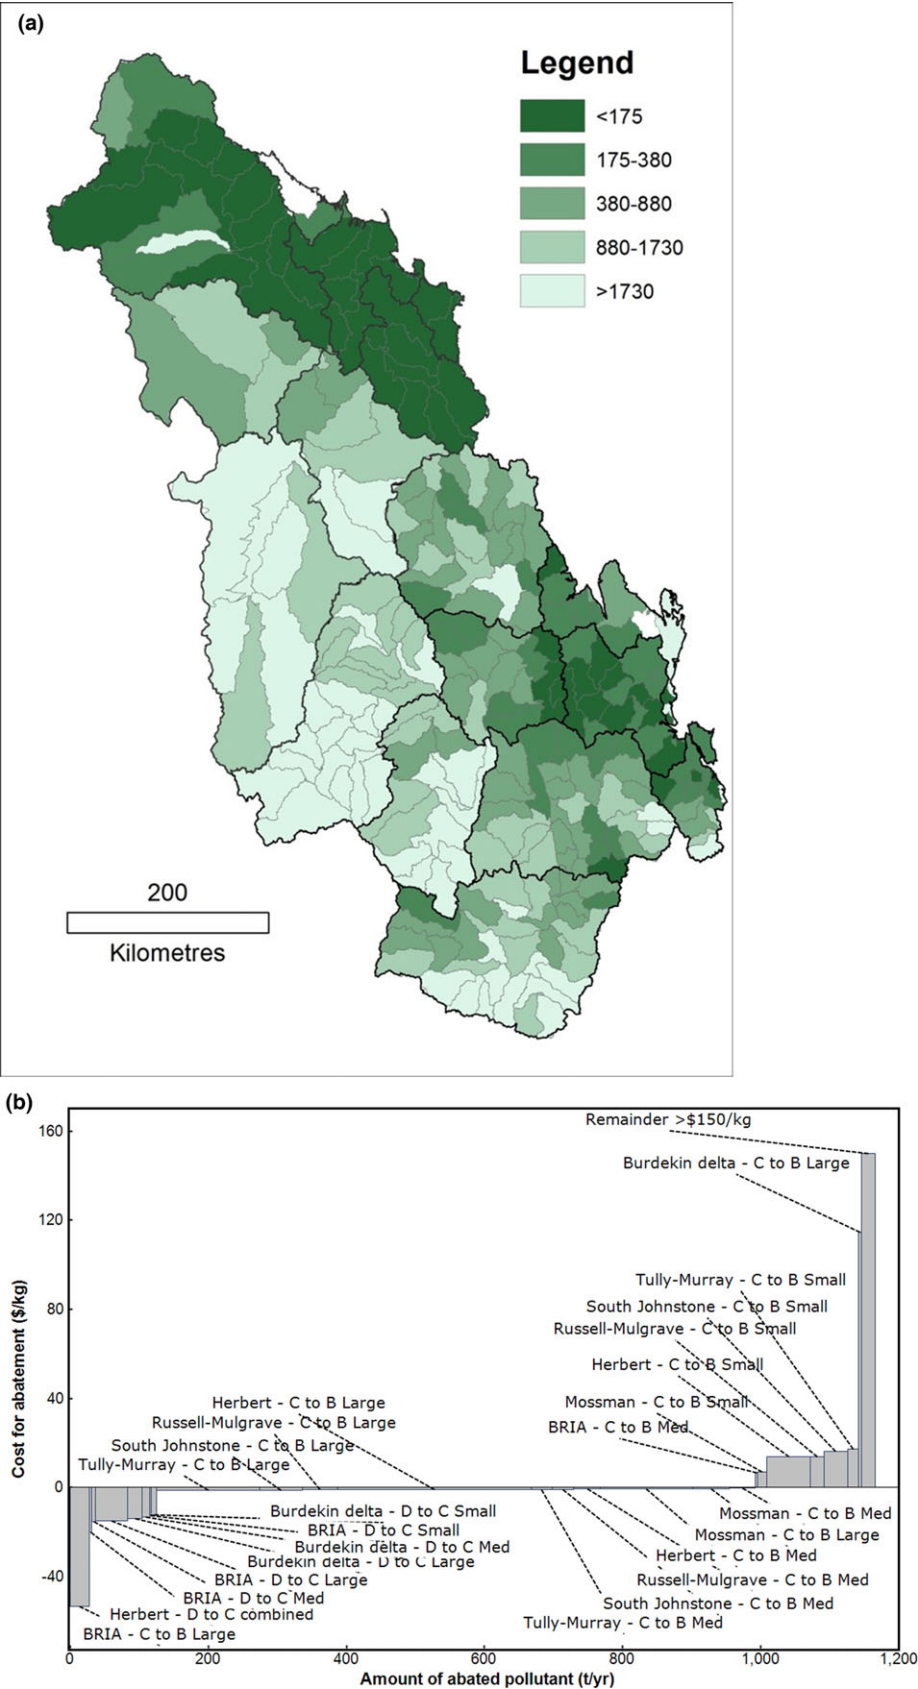 (a)
Legend
<175
175-380
380-880
880-1730
>1730
200
Kilometres
(b)
Cost for abatement ($/kg)
160
120
80
40
0
-40
Remainder >$150/kg
Burdekin delta - C to B Large
Tully-Murray - C to B Small
South Johnstone - C to B Small
Russell-Mulgrave - C to B Small
Herbert - C to B Small
Mossman - C to B Small
BRIA - C to B Med
Herbert - C to B Large
Russell-Mulgrave - C to B Large
South Johnstone - C to B Large
Tully-Murray - C to B Large
Burdekin delta - D to C Small
BRIA - D to C Small
Burdekin delta - D to C Med
Burdekin delta - D to C Large
BRIA - D to C Large
BRIA - D to C Med
Herbert - D to C combined
BRIA - C to B Large
Mossman - C to B Med
Mossman - C to B Large
Herbert - C to B Med
Russell-Mulgrave - C to B Med
South Johnstone - C to B Med
Tully-Murray - C to B Med
0 200 400 600 800 1,000 1,200
Amount of abated pollutant (t/yr)